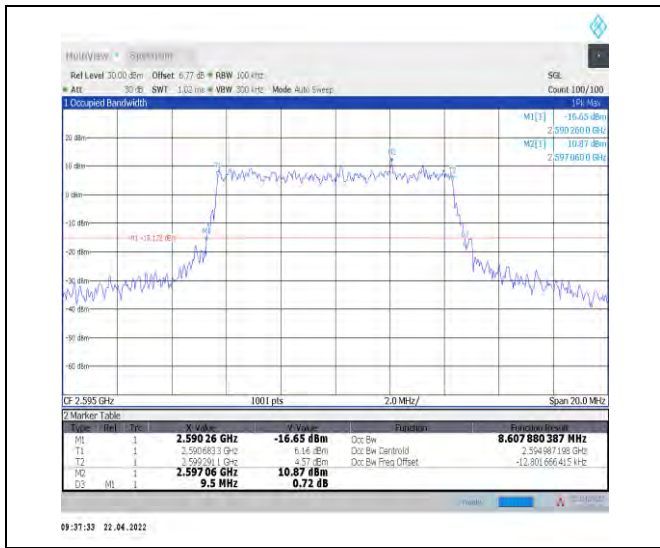 MultiView Spectrum
Ref Level 30.00 dBm Offset 6.77 dB RBW 100 kHz SGL
Att 30 dB SWT 1.02 ms VBW 300 kHz Mode Auto Sweep Count 100/100
1 Occupied Bandwidth 1Pk Max
M1[1] -16.65 dBm
2.590 260 0 GHz
M2[1] 10.87 dBm
2.597 060 0 GHz
20 dBm
10 dBm
0 dBm
-10 dBm
-20 dBm
-30 dBm
-40 dBm
-50 dBm
-60 dBm
CF 2.595 GHz 1001 pts 2.0 MHz/ Span 20.0 MHz
2 Marker Table
Type Ref Trc X-Value Y-Value Function Function Result
M1 1 2.590 26 GHz -16.65 dBm Occ Bw 8.607 880 387 MHz
T1 1 2.590683 3 GHz 6.16 dBm Occ Bw Centroid 2.594 987 198 GHz
T2 1 2.599291 1 GHz 4.57 dBm Occ Bw Freq Offset -12.801 666 415 kHz
M2 1 2.597 06 GHz 10.87 dBm
D3 M1 1 9.5 MHz 0.72 dB
09:37:33 22.04.2022